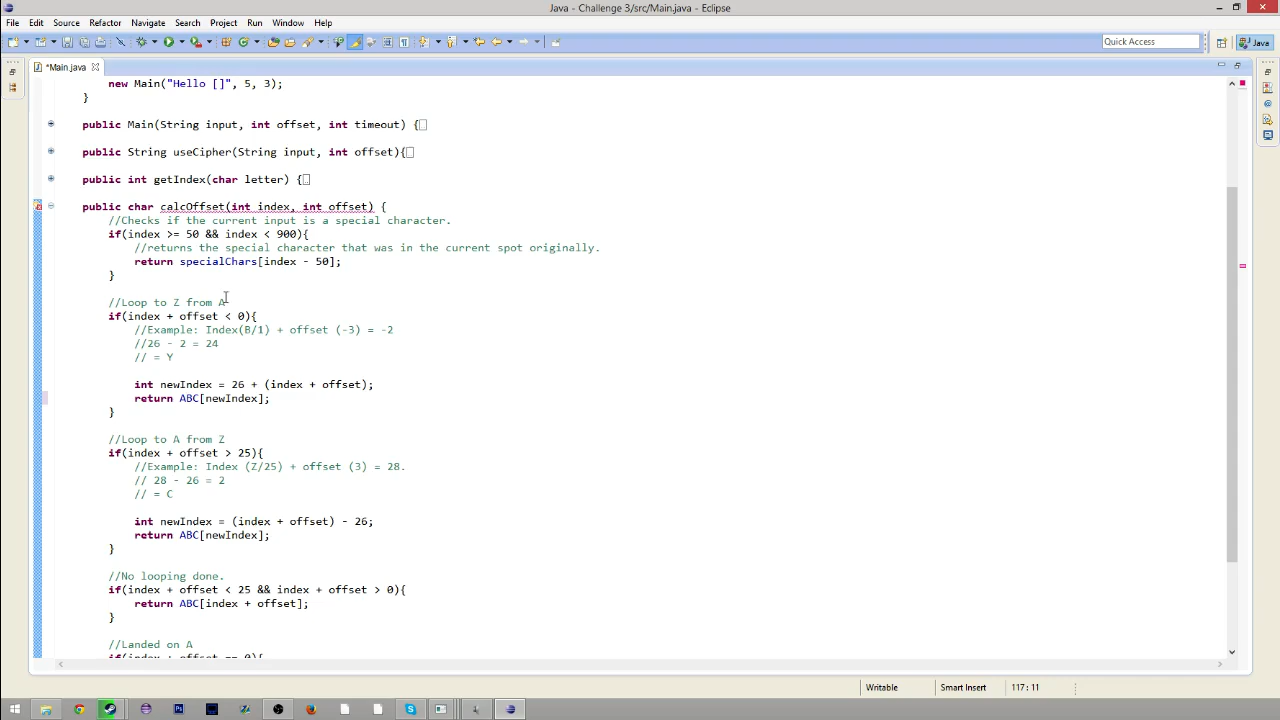 Java - Challenge 3/src/Main.java - Eclipse
File Edit Source Refactor Navigate Search Project Run Window Help
Quick Access
Java
*Main.java
new Main("Hello []", 5, 3);
}
public Main(String input, int offset, int timeout) {
public String useCipher(String input, int offset){
public int getIndex(char letter) {
public char calcOffset(int index, int offset) {
//Checks if the current input is a special character.
if(index >= 50 && index < 900){
//returns the special character that was in the current spot originally.
return specialChars[index - 50];
}
//Loop to Z from A
if(index + offset < 0){
//Example: Index(B/1) + offset (-3) = -2
//26 - 2 = 24
// = Y
int newIndex = 26 + (index + offset);
return ABC[newIndex];
}
//Loop to A from Z
if(index + offset > 25){
//Example: Index (Z/25) + offset (3) = 28.
// 28 - 26 = 2
// = C
int newIndex = (index + offset) - 26;
return ABC[newIndex];
}
//No looping done.
if(index + offset < 25 && index + offset > 0){
return ABC[index + offset];
}
//Landed on A
if(index + offset == 0){
Writable
Smart Insert
117 : 11